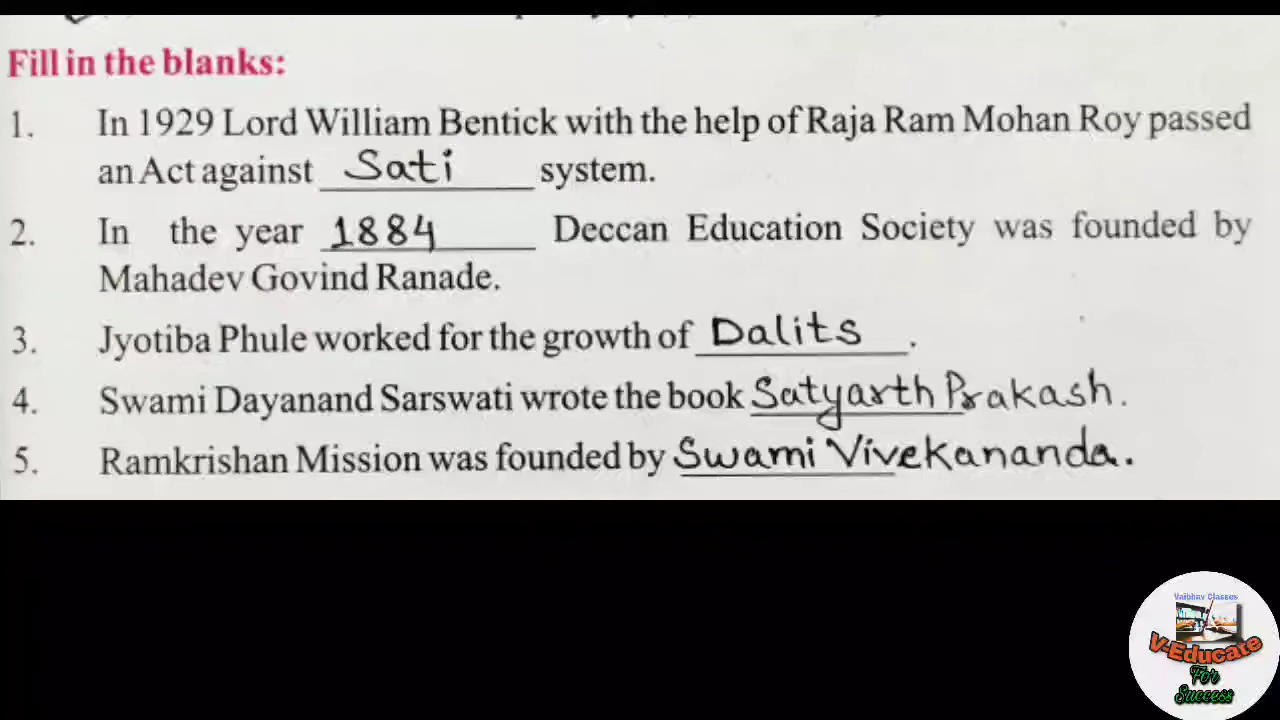 Fill in the blanks:
1. In 1929 Lord William Bentick with the help of Raja Ram Mohan Roy passed
an Act against Sati system.
2. In the year 1884 Deccan Education Society was founded by
Mahadev Govind Ranade.
3. Jyotiba Phule worked for the growth of Dalits.
4. Swami Dayanand Sarswati wrote the book Satyarth Prakash.
5. Ramkrishan Mission was founded by Swami Vivekananda.
Vaibhav Classes
V-Educate
For
Success